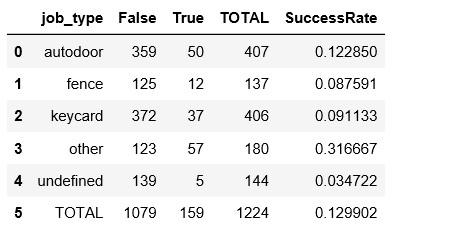 job_type False True TOTAL SuccessRate
0 autodoor 359 50 407 0.122850
1 fence 125 12 137 0.087591
2 keycard 372 37 406 0.091133
3 other 123 57 180 0.316667
4 undefined 139 5 144 0.034722
5 TOTAL 1079 159 1224 0.129902